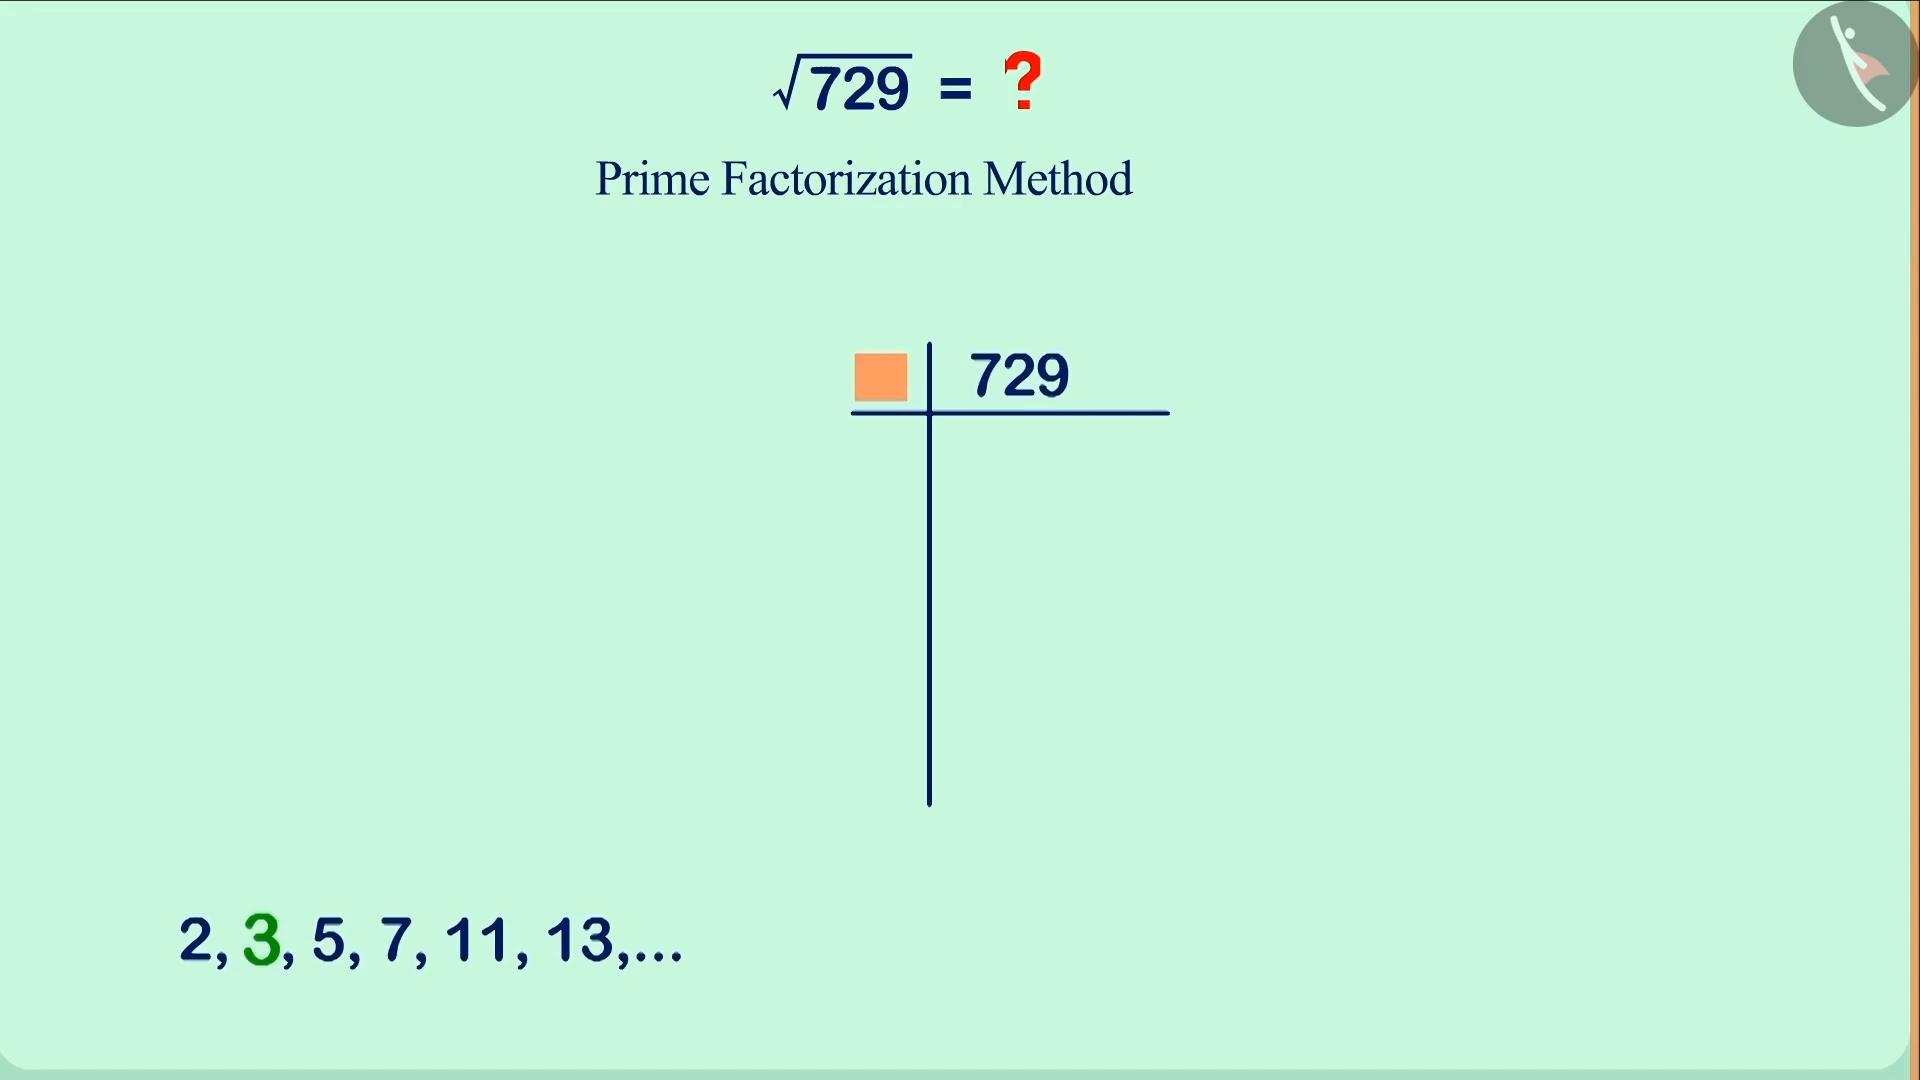 √729 = ?
Prime Factorization Method
729
2, 3, 5, 7, 11, 13,...